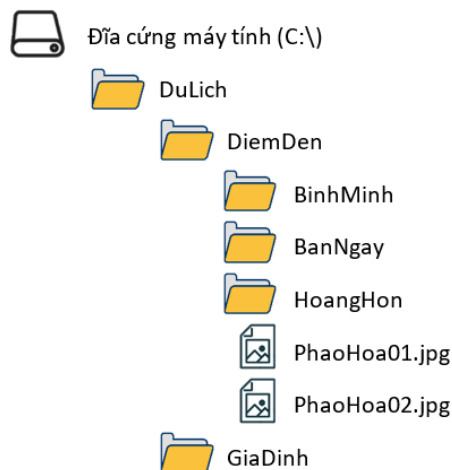 Đĩa cứng máy tính (C:\)
DuLich
DiemDen
BinhMinh
BanNgay
HoangHon
PhaoHoa01.jpg
PhaoHoa02.jpg
GiaDinh